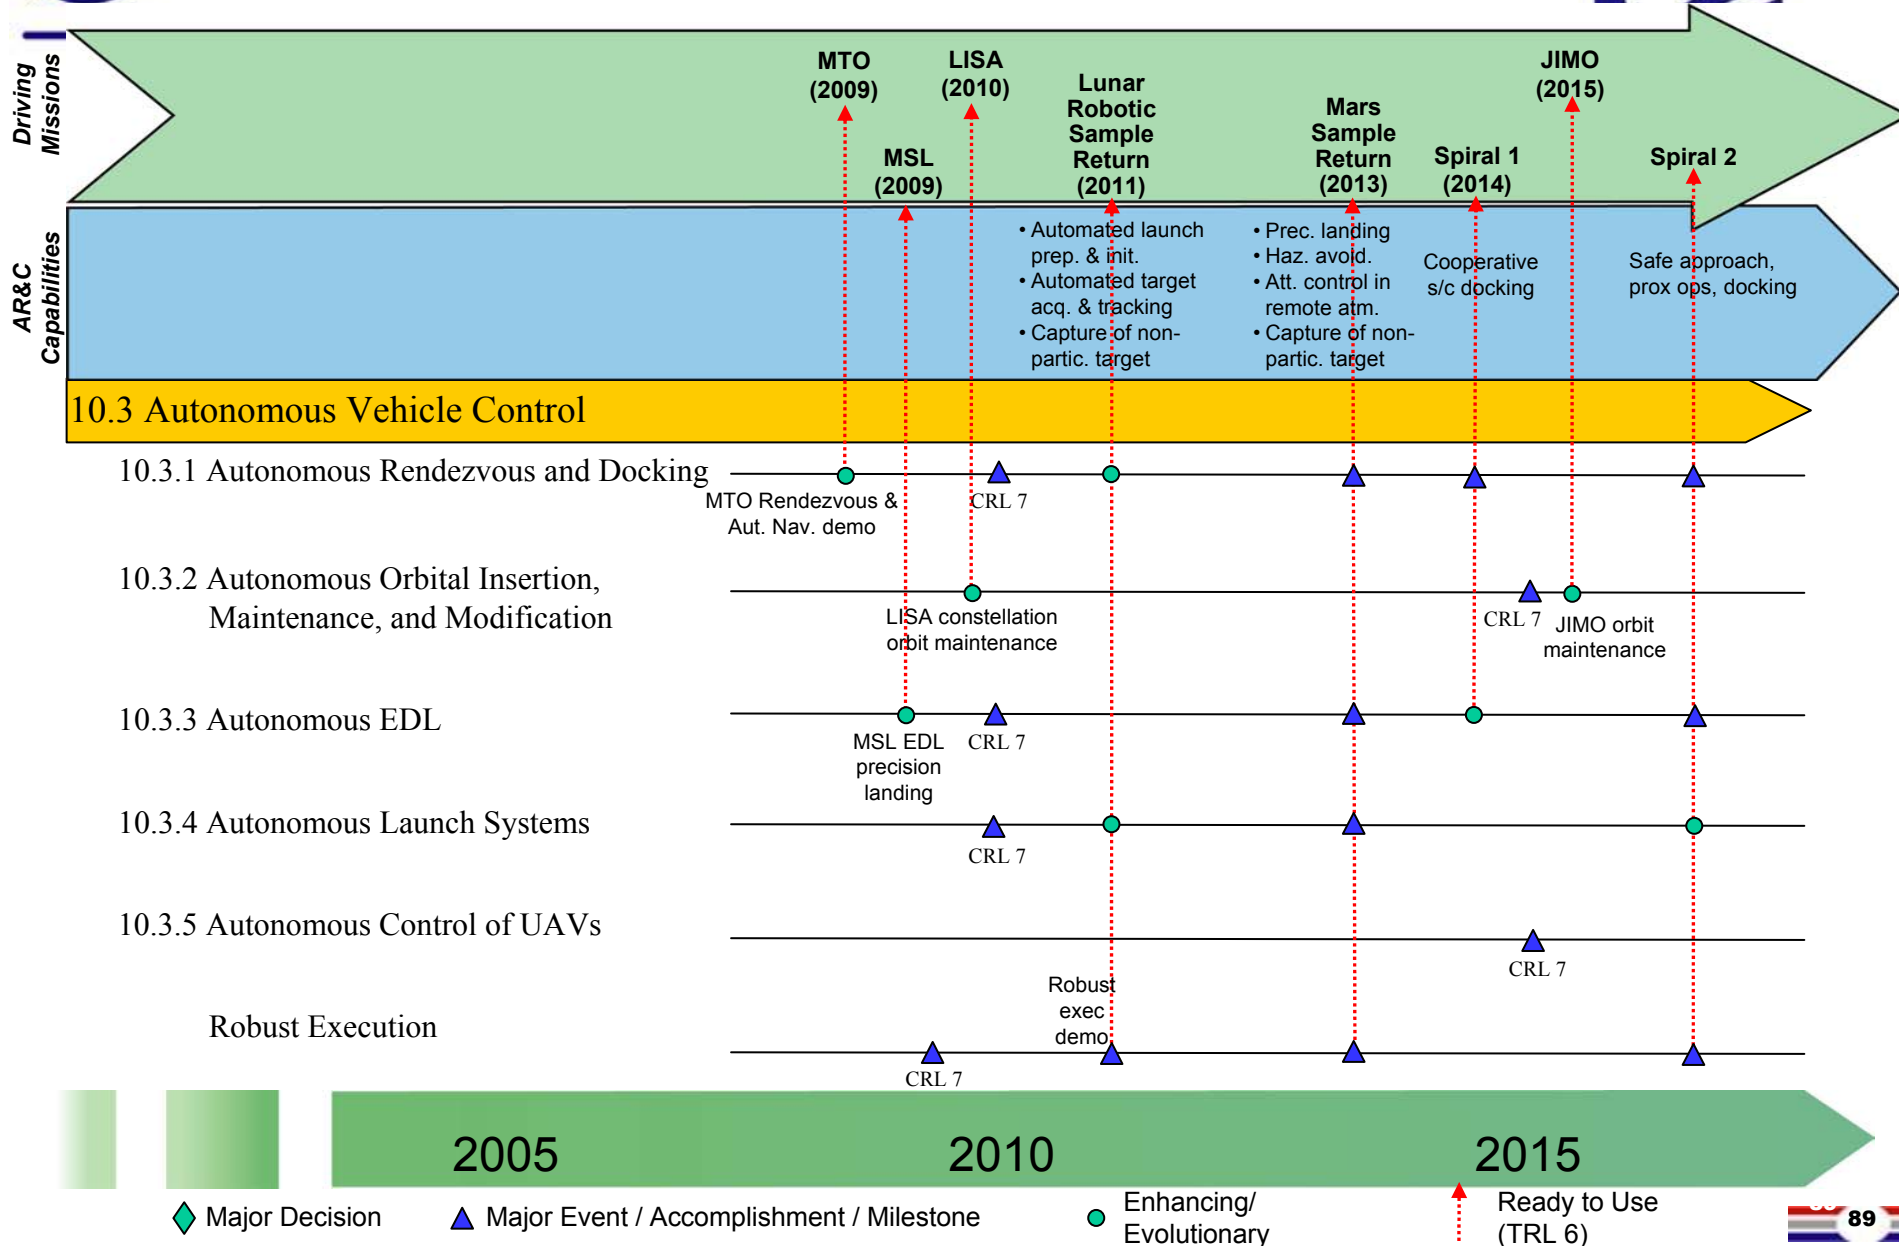 Driving
Missions
MTO
(2009)
MSL
(2009)
LISA
(2010)
Lunar
Robotic
Sample
Return
(2011)
Mars
Sample
Return
(2013)
Spiral 1
(2014)
JIMO
(2015)
Spiral 2
AR&C
Capabilities
• Automated launch
prep. & init.
• Automated target
acq. & tracking
• Capture of non-
partic. target
• Prec. landing
• Haz. avoid.
• Att. control in
remote atm.
• Capture of non-
partic. target
Cooperative
s/c docking
Safe approach,
prox ops, docking
10.3 Autonomous Vehicle Control
10.3.1 Autonomous Rendezvous and Docking
MTO Rendezvous &
Aut. Nav. demo
CRL 7
10.3.2 Autonomous Orbital Insertion,
Maintenance, and Modification
LISA constellation
orbit maintenance
CRL 7
JIMO orbit
maintenance
10.3.3 Autonomous EDL
MSL EDL
precision
landing
CRL 7
10.3.4 Autonomous Launch Systems
CRL 7
10.3.5 Autonomous Control of UAVs
CRL 7
Robust Execution
CRL 7
Robust
exec
demo
2005
2010
2015
Major Decision
Major Event / Accomplishment / Milestone
Enhancing/
Evolutionary
Ready to Use
(TRL 6)
89